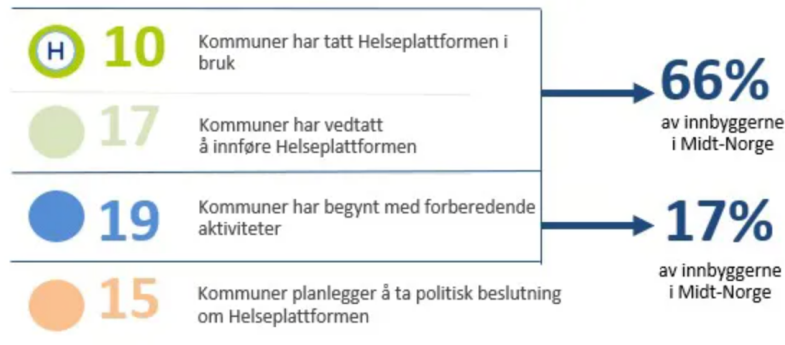 H
10
Kommuner har tatt Helseplattformen i
bruk
17
Kommuner har vedtatt
å innføre Helseplattformen
66%
av innbyggerne
i Midt-Norge
19
Kommuner har begynt med forberedende
aktiviteter
17%
av innbyggerne
i Midt-Norge
15
Kommuner planlegger å ta politisk beslutning
om Helseplattformen